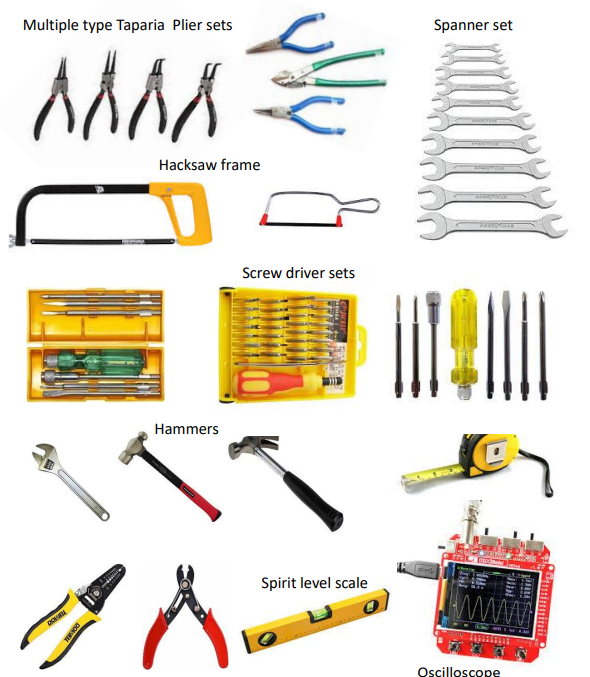 Multiple type Taparia Plier sets
Spanner set
Hacksaw frame
Screw driver sets
Hammers
Spirit level scale
Oscilloscope